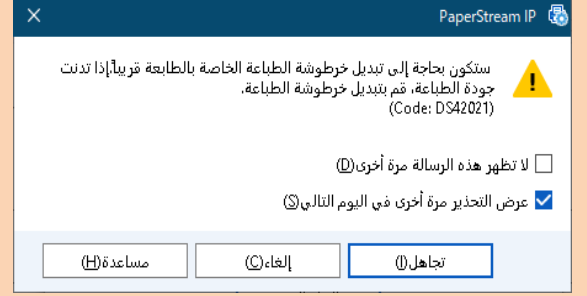 PaperStream IP
ستكون بحاجة إلى تبديل خرطوشة الطباعة الخاصة بالطابعة قريباً.إذا تدنت
جودة الطباعة، قم بتبديل خرطوشة الطباعة.
(Code: DS42021)
لا تظهر هذه الرسالة مرة أخرى(D)
عرض التحذير مرة أخرى في اليوم التالي(S)
تجاهل(I) إلغاء(C) مساعدة(H)